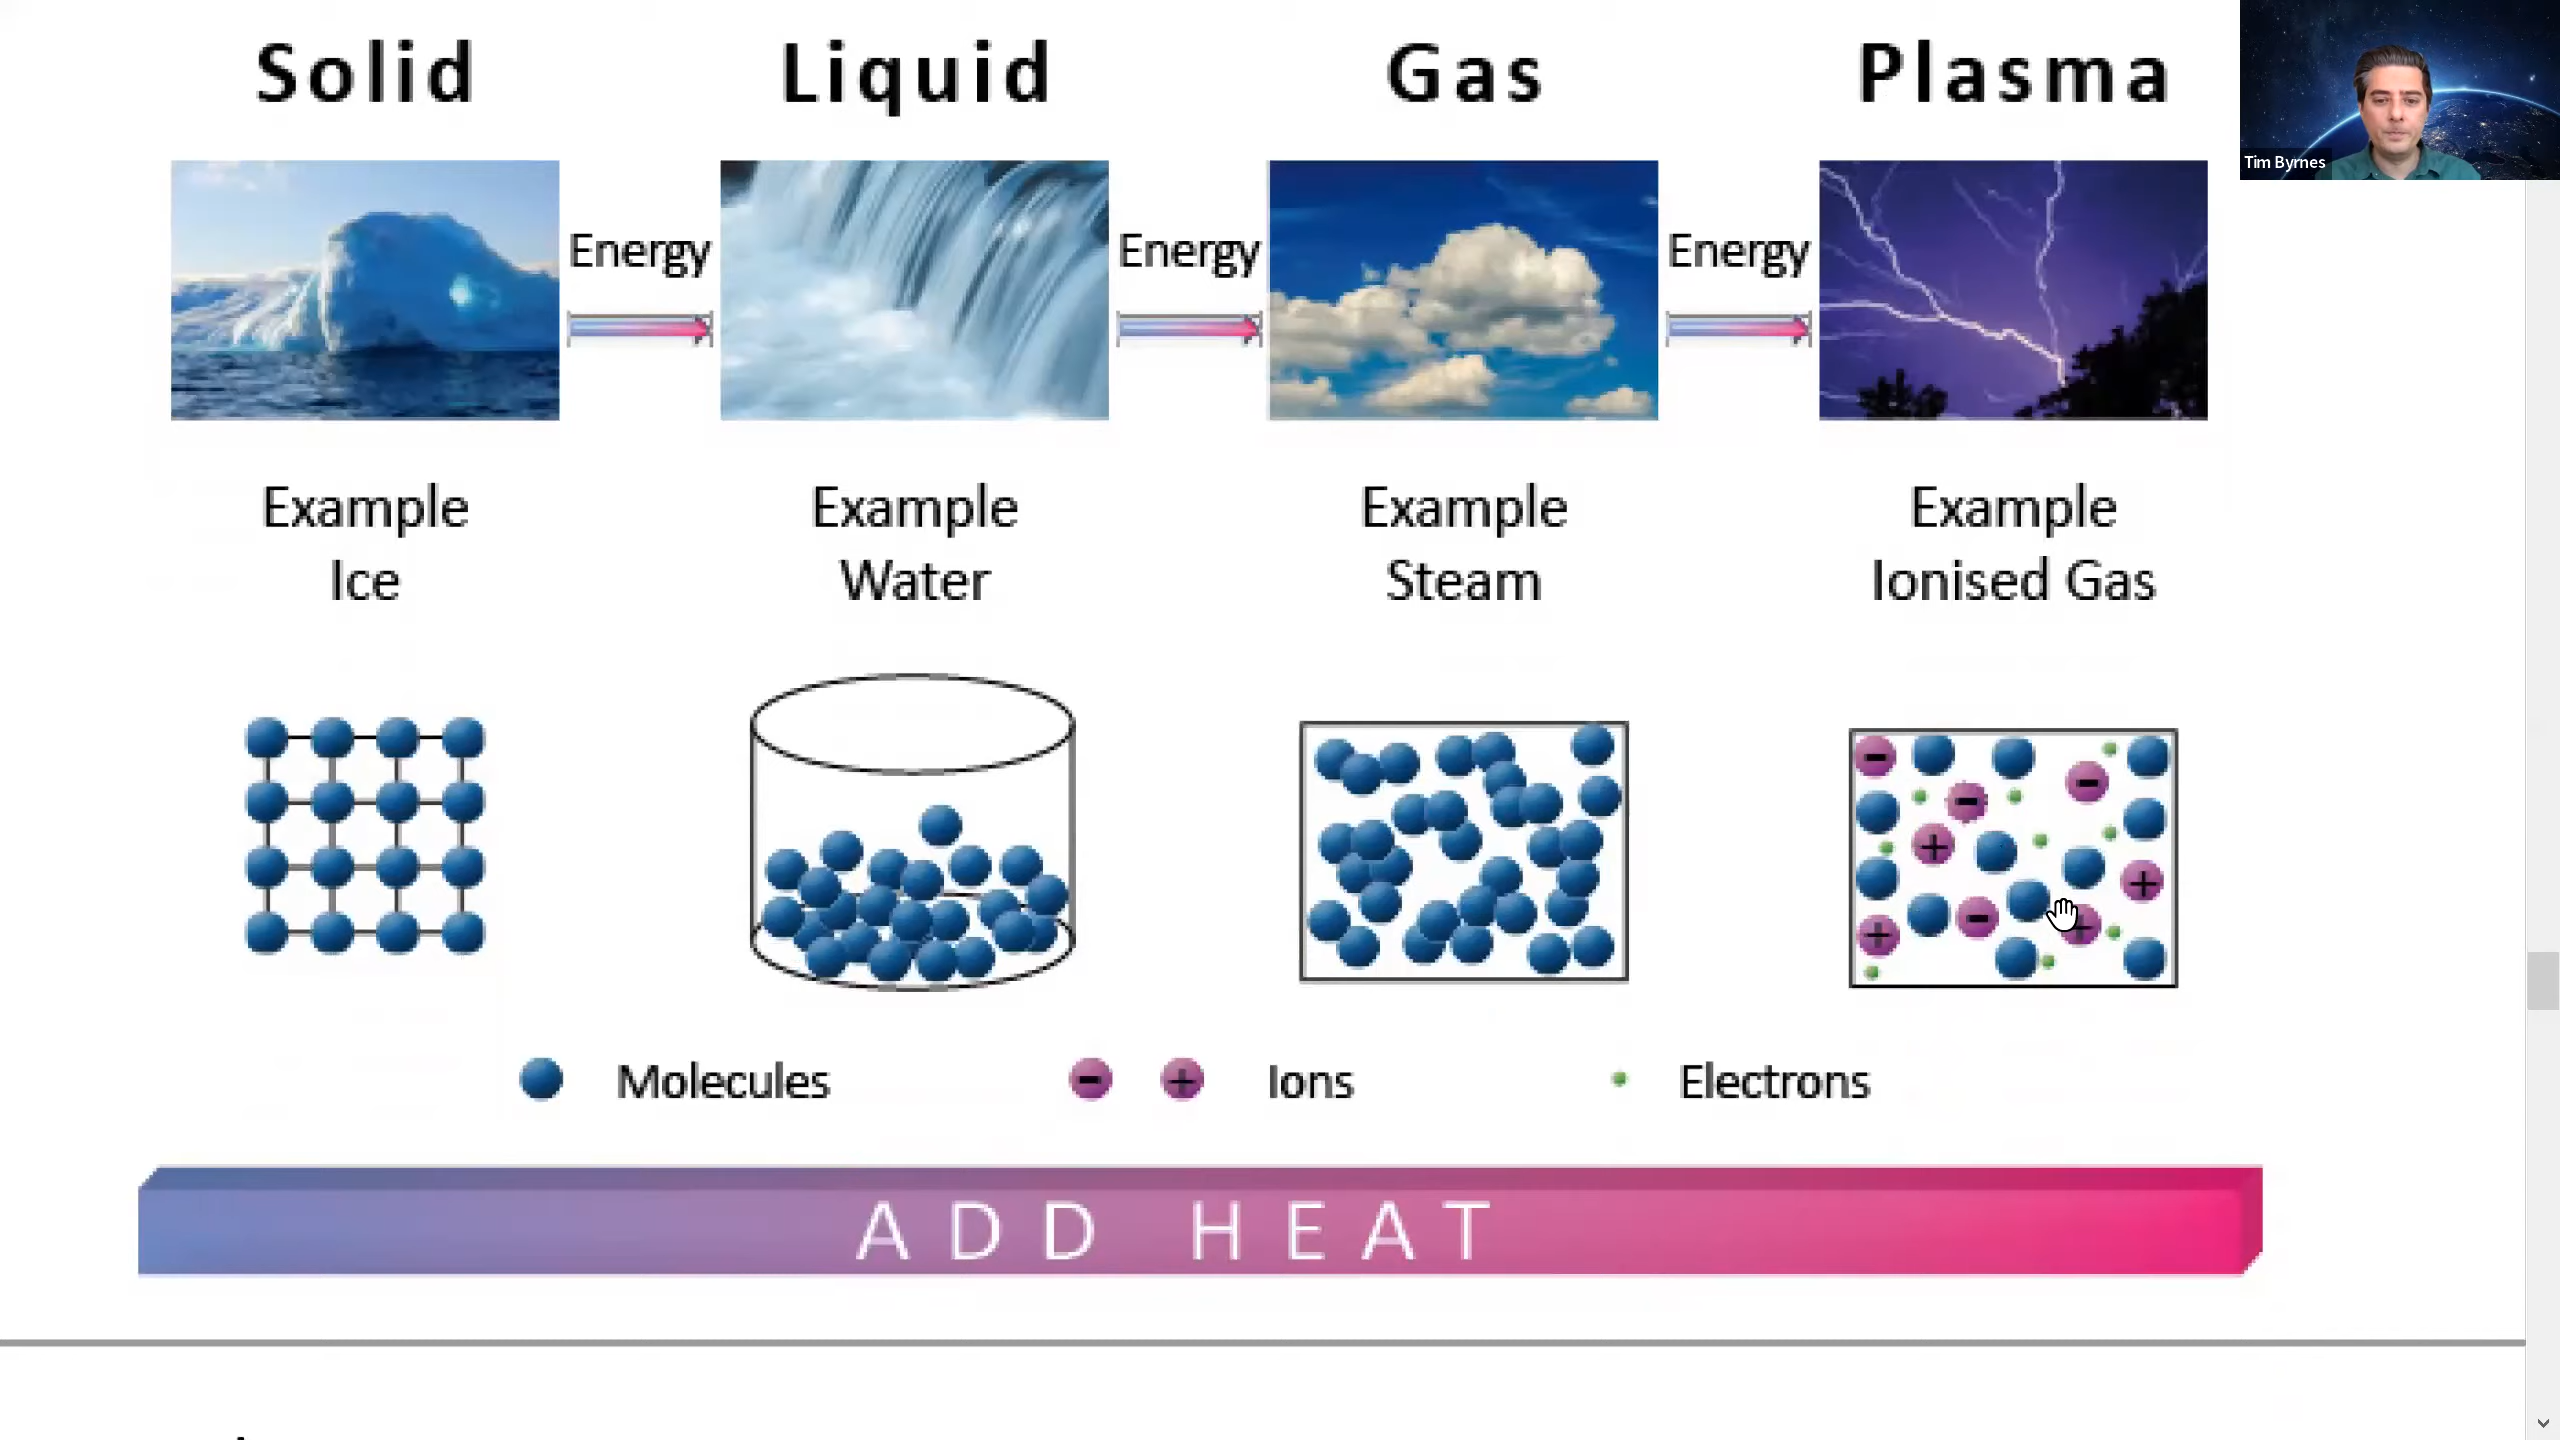 Solid
Liquid
Gas
Plasma
Tim Byrnes
Energy
Energy
Energy
Example
Ice
Example
Water
Example
Steam
Example
Ionised Gas
- - - + + - + +
Molecules
- + Ions
Electrons
ADD HEAT